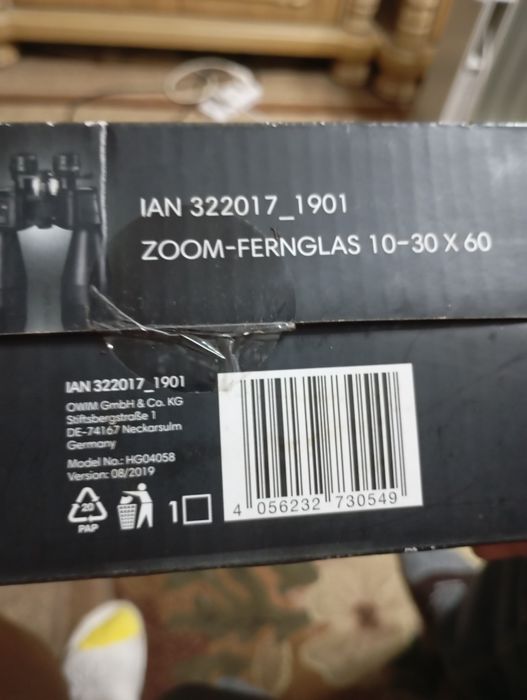 IAN 322017_1901
ZOOM-FERNGLAS 10-30 X 60
IAN 322017_1901
OWIM GmbH & Co. KG
Stiftsbergstraße 1
DE-74167 Neckarsulm
Germany
Model No.: HG04058
Version: 08/2019
20
PAP
1
4 056232 730549